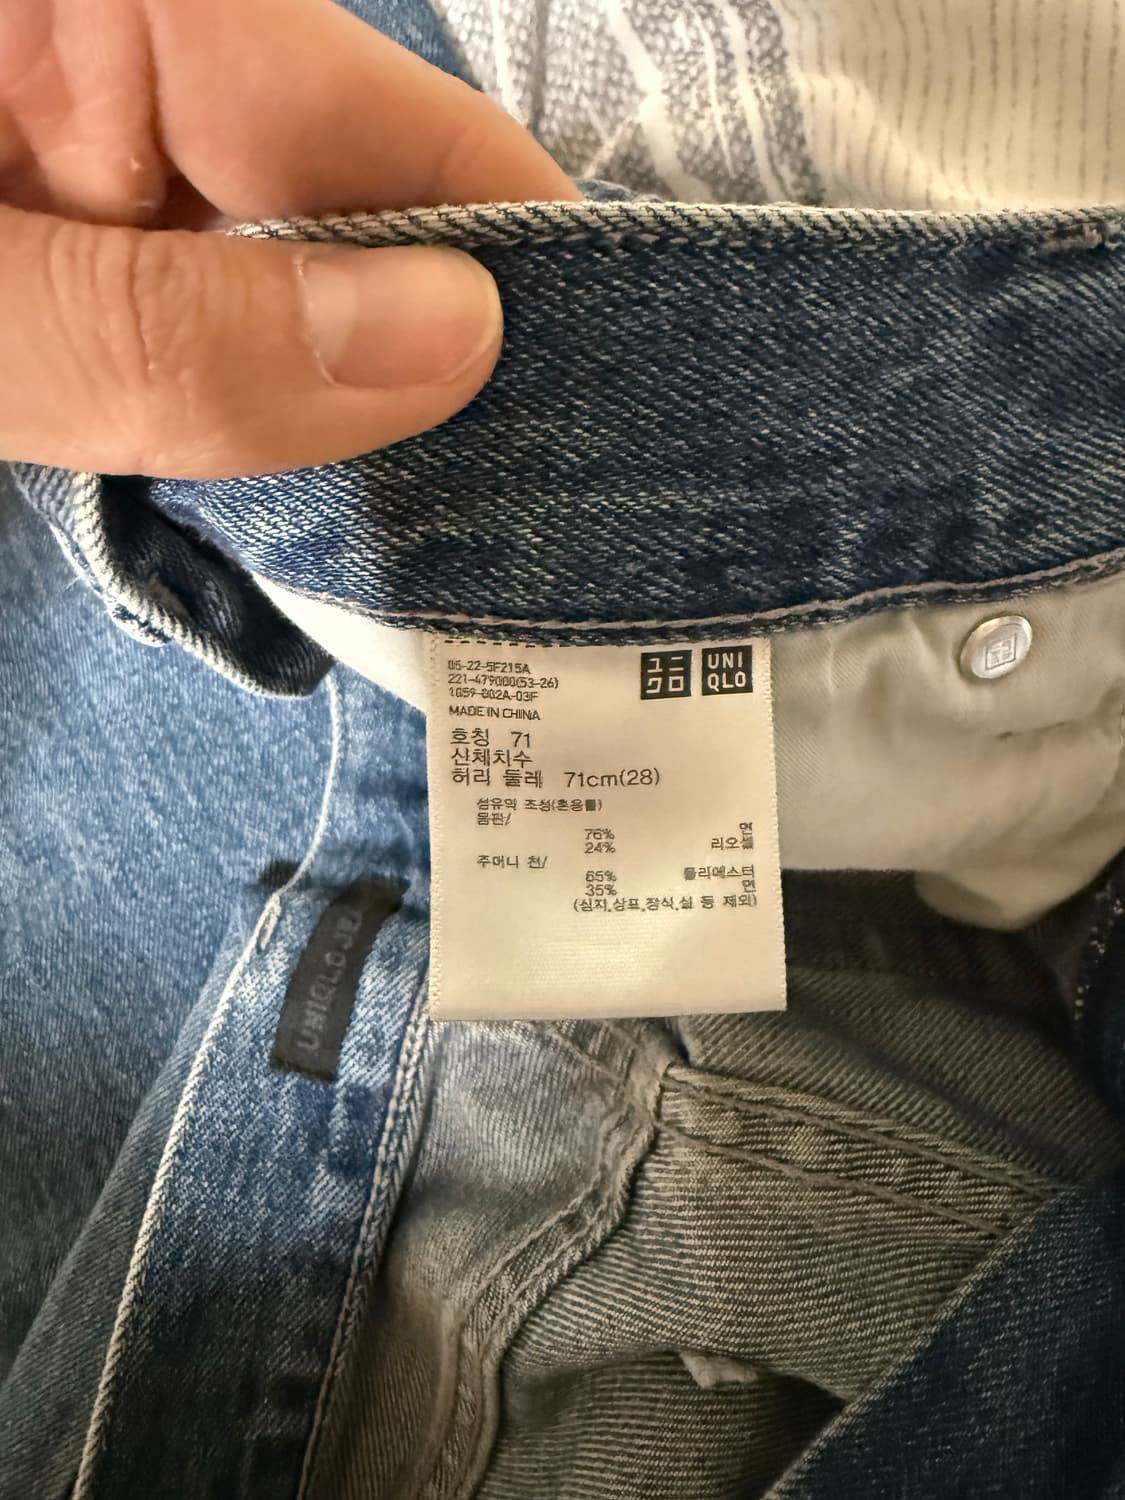 05-22-5F215A
221-479000(53-26)
1059-002A-03F
ユニ
クロ
UNI
QLO
MADE IN CHINA
호칭 71
신체치수
허리 둘레 71cm(28)
섬유의 조성(혼용률)
몸판/
76% 면
24% 리오셀
주머니 천/
65% 폴리에스터
35% 면
(심지,상표,장식,실 등 제외)
UNIQLO